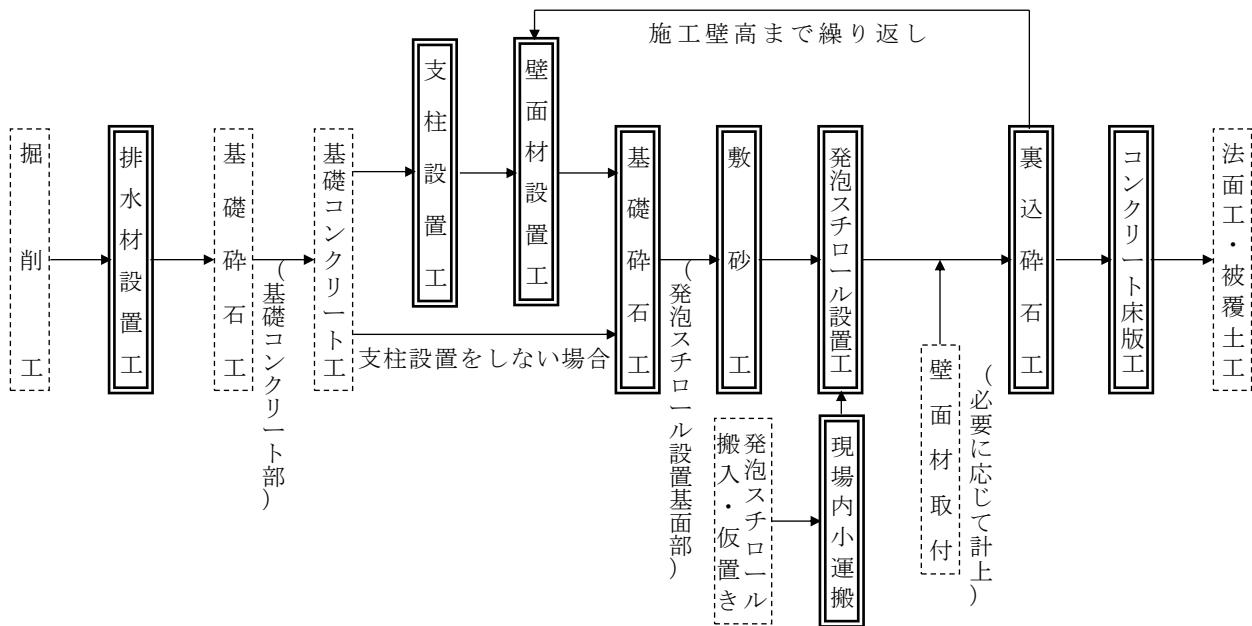 施工壁高まで繰り返し
掘削工
排水材設置工
基礎砕石工
（基礎コンクリート部）
基礎コンクリート工
支柱設置工
壁面材設置工
支柱設置をしない場合
基礎砕石工
（発泡スチロール設置基面部）
敷砂工
発泡スチロール
搬入・仮置き
発泡スチロール設置工
現場内小運搬
壁面材取付
（必要に応じて計上）
裏込砕石工
コンクリート床版工
法面工・被覆土工